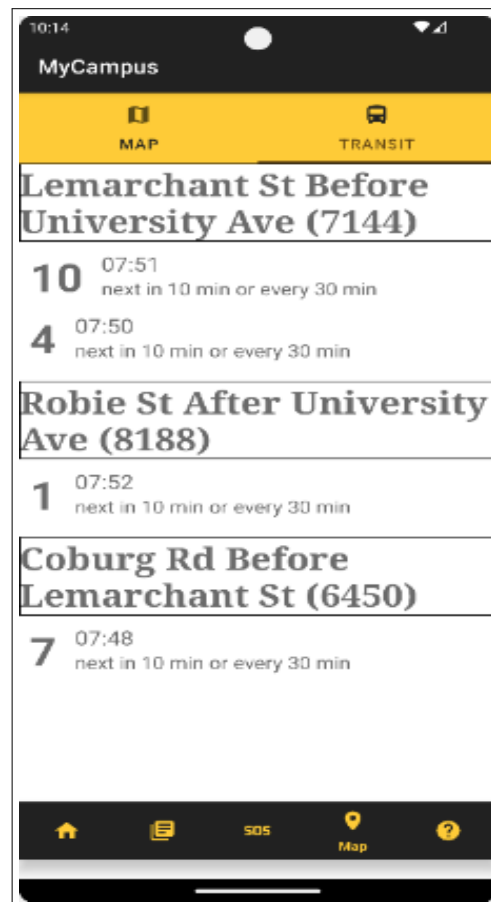 10:14
MyCampus
MAP
TRANSIT
Lemarchant St Before
University Ave (7144)
10
07:51
next in 10 min or every 30 min
4
07:50
next in 10 min or every 30 min
Robie St After University
Ave (8188)
1
07:52
next in 10 min or every 30 min
Coburg Rd Before
Lemarchant St (6450)
7
07:48
next in 10 min or every 30 min
SOS
Map
?